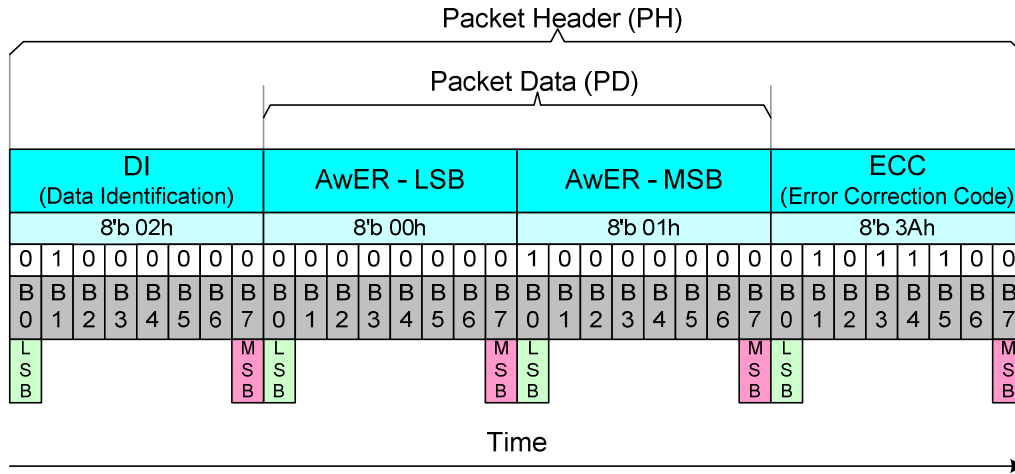 Packet Header (PH)
Packet Data (PD)
DI AwER - LSB AwER - MSB ECC
(Data Identification) (Error Correction Code)
8'b 02h 8'b 00h 8'b 01h 8'b 3Ah
0 1 0 0 0 0 0 0 0 0 0 0 0 0 0 0 1 0 0 0 0 0 0 0 0 1 0 1 1 1 0 0
B0 B1 B2 B3 B4 B5 B6 B7 B0 B1 B2 B3 B4 B5 B6 B7 B0 B1 B2 B3 B4 B5 B6 B7 B0 B1 B2 B3 B4 B5 B6 B7
LSB MSB LSB MSB LSB MSB LSB MSB
Time